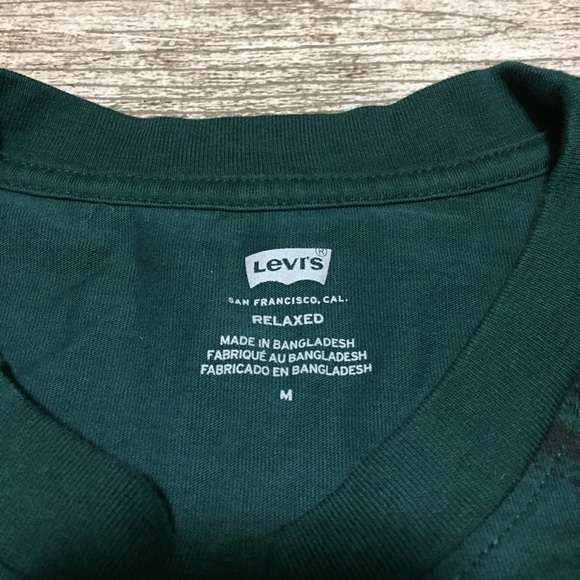 Levi's®
SAN FRANCISCO, CAL.
RELAXED
MADE IN BANGLADESH
FABRIQUÉ AU BANGLADESH
FABRICADO EN BANGLADESH
M